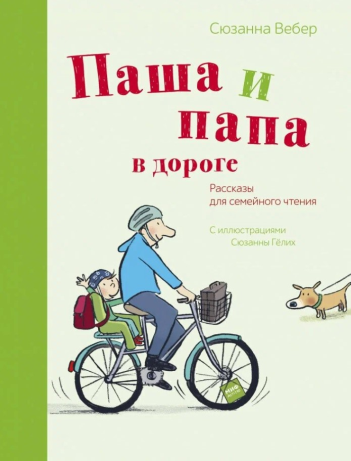 Сюзанна Вебер
Паша и
папа
в дороге
Рассказы
для семейного чтения
С иллюстрациями
Сюзанны Гёлих